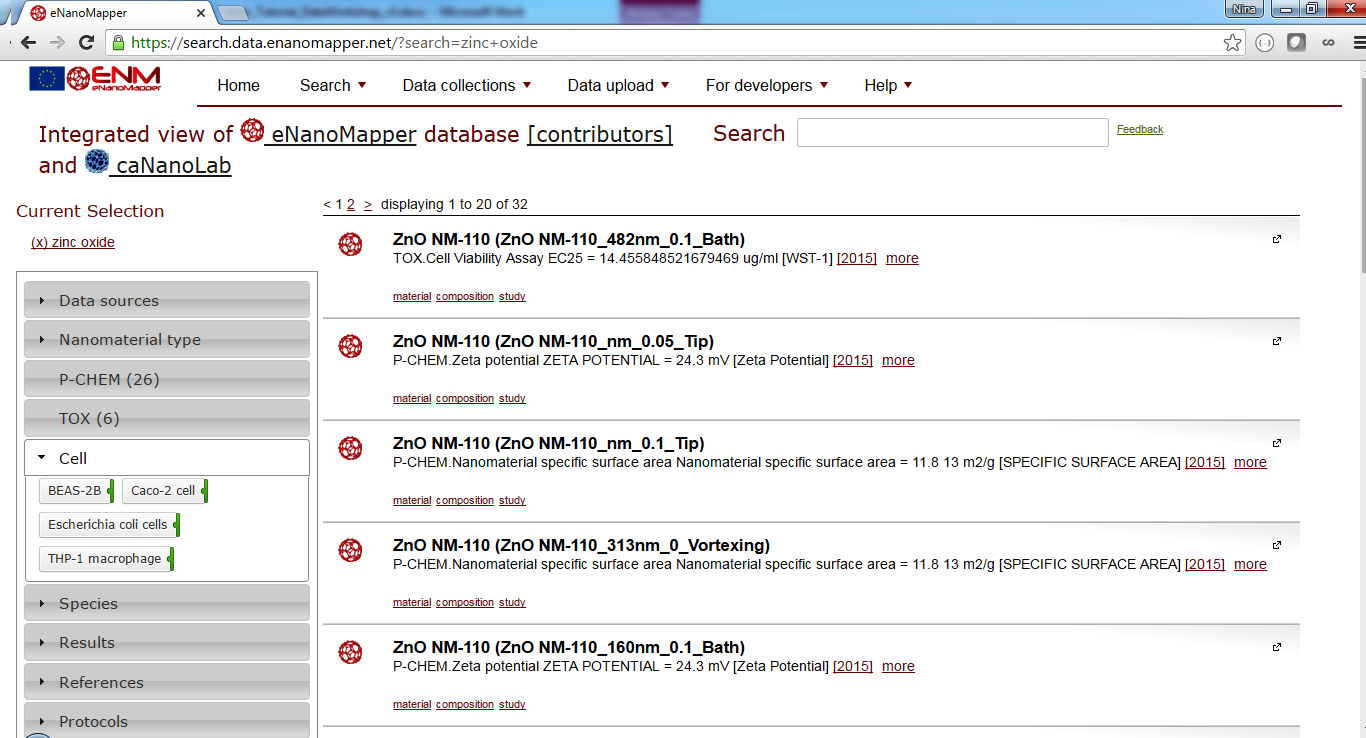 eNanoMapper
Microsoft Word
Nina
https://search.data.enanomapper.net/?search=zinc+oxide
ENM
eNanoMapper
Home Search Data collections Data upload For developers Help
Integrated view of eNanoMapper database [contributors]
and caNanoLab
Search
Feedback
Current Selection
(x) zinc oxide
Data sources
Nanomaterial type
P-CHEM (26)
TOX (6)
Cell
BEAS-2B Caco-2 cell
Escherichia coli cells
THP-1 macrophage
Species
Results
References
Protocols
< 1 2 > displaying 1 to 20 of 32
ZnO NM-110 (ZnO NM-110_482nm_0.1_Bath)
TOX.Cell Viability Assay EC25 = 14.455848521679469 ug/ml [WST-1] [2015] more
material composition study
ZnO NM-110 (ZnO NM-110_nm_0.05_Tip)
P-CHEM.Zeta potential ZETA POTENTIAL = 24.3 mV [Zeta Potential] [2015] more
material composition study
ZnO NM-110 (ZnO NM-110_nm_0.1_Tip)
P-CHEM.Nanomaterial specific surface area Nanomaterial specific surface area = 11.8 13 m2/g [SPECIFIC SURFACE AREA] [2015] more
material composition study
ZnO NM-110 (ZnO NM-110_313nm_0_Vortexing)
P-CHEM.Nanomaterial specific surface area Nanomaterial specific surface area = 11.8 13 m2/g [SPECIFIC SURFACE AREA] [2015] more
material composition study
ZnO NM-110 (ZnO NM-110_160nm_0.1_Bath)
P-CHEM.Zeta potential ZETA POTENTIAL = 24.3 mV [Zeta Potential] [2015] more
material composition study